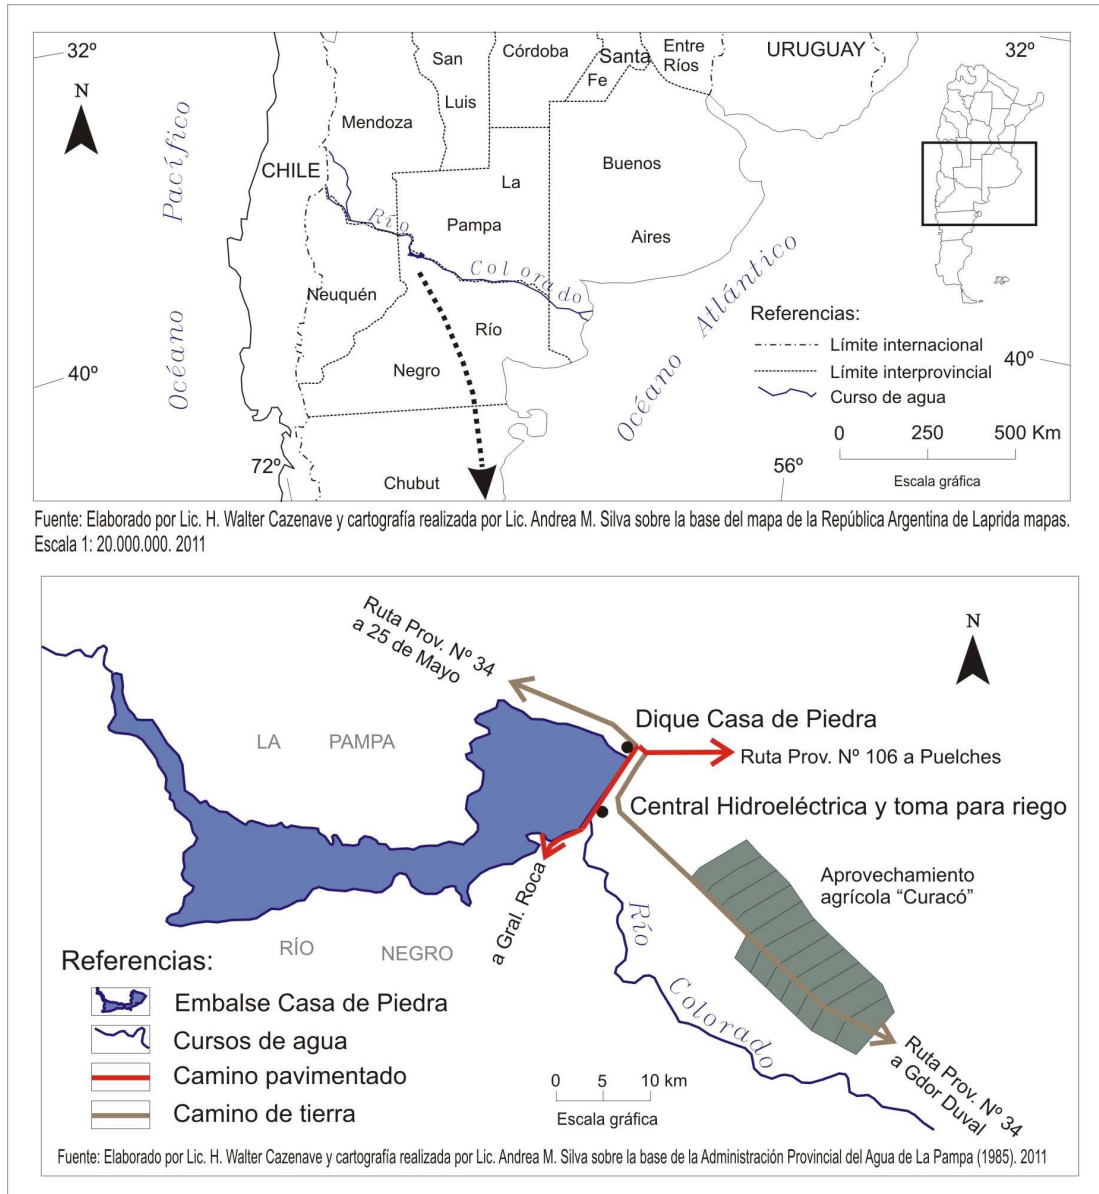 32º
32º
N
San
Luis
Córdoba
Santa
Fe
Entre
Ríos
URUGUAY
Mendoza
CHILE
La
Pampa
Buenos
Aires
Río
Colorado
Neuquén
Río
Negro
Chubut
Océano Pacífico
Océano Atlántico
40º
40º
72º
56º
Referencias:
Límite internacional
Límite interprovincial
Curso de agua
0 250 500 Km
Escala gráfica
Fuente: Elaborado por Lic. H. Walter Cazenave y cartografía realizada por Lic. Andrea M. Silva sobre la base del mapa de la República Argentina de Laprida mapas.
Escala 1: 20.000.000. 2011
Ruta Prov. Nº 34
a 25 de Mayo
N
Dique Casa de Piedra
LA PAMPA
Ruta Prov. Nº 106 a Puelches
Central Hidroeléctrica y toma para riego
Aprovechamiento
agrícola “Curacó”
a Gral. Roca
RÍO NEGRO
Río
Colorado
Ruta Prov. Nº 34
a Gdor Duval
Referencias:
Embalse Casa de Piedra
Cursos de agua
Camino pavimentado
Camino de tierra
0 5 10 km
Escala gráfica
Fuente: Elaborado por Lic. H. Walter Cazenave y cartografía realizada por Lic. Andrea M. Silva sobre la base de la Administración Provincial del Agua de La Pampa (1985). 2011